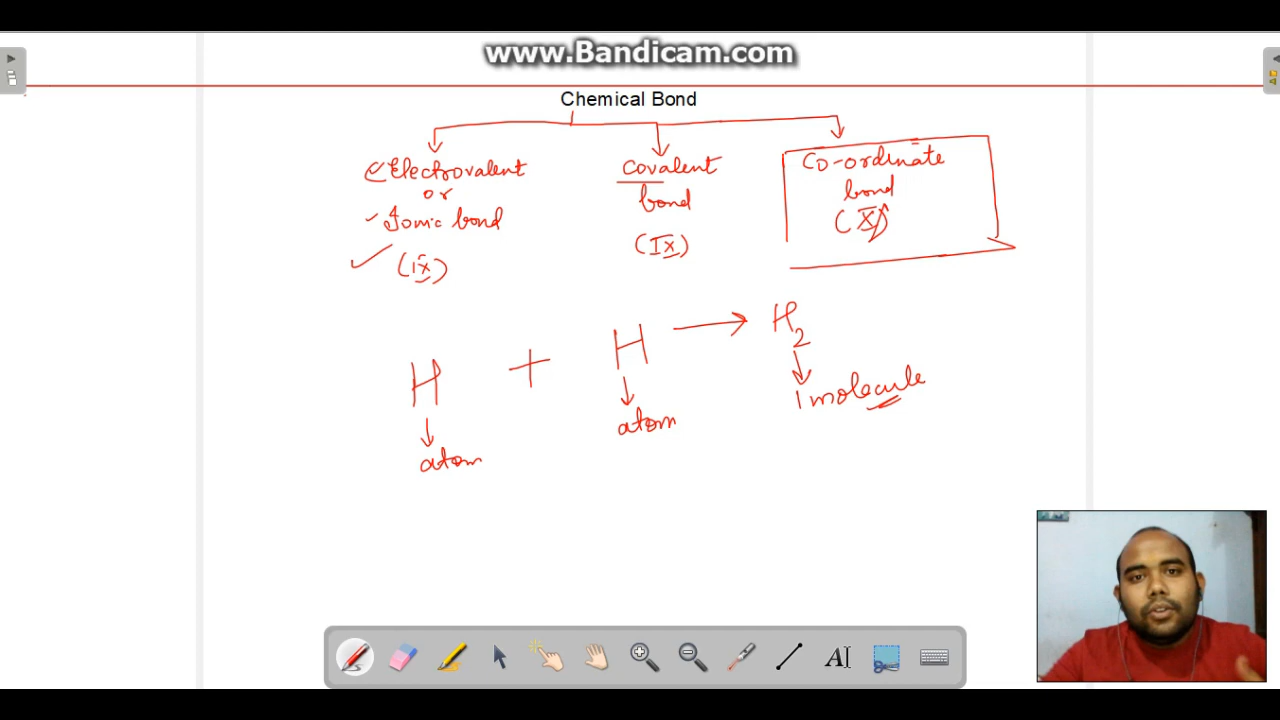 www.Bandicam.com
Chemical Bond
Electrovalent
or
Ionic bond
(IX)
covalent
bond
(IX)
Co-ordinate
bond
(X)
H + H → H2
atom
atom
1 molecule
AI